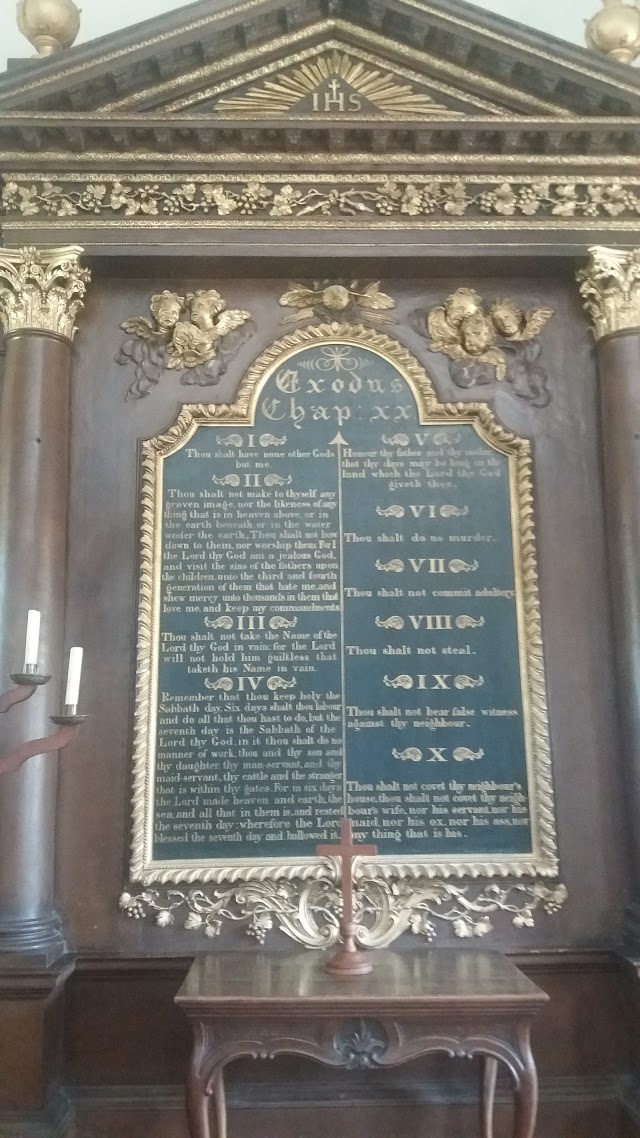 IHS
Exodus
Chap: xx
I
Thou shalt have none other Gods
but me.
II
Thou shalt not make to thyself any
graven image, nor the likeness of any
thing that is in heaven above, or in
the earth beneath, or in the water
under the earth. Thou shalt not bow
down to them, nor worship them. For I
the Lord thy God am a jealous God,
and visit the sins of the fathers upon
the children, unto the third and fourth
generation of them that hate me, and
shew mercy unto thousands in them that
love me, and keep my commandments
III
Thou shalt not take the Name of the
Lord thy God in vain: for the Lord
will not hold him guiltless that
taketh his Name in vain.
IV
Remember that thou keep holy the
Sabbath day. Six days shalt thou labour
and do all that thou hast to do, but the
seventh day is the Sabbath of the
Lord thy God, in it thou shalt do no
manner of work, thou and thy son and
thy daughter, thy man-servant, and thy
maid-servant, thy cattle and the stranger
that is within thy gates. For in six days
the Lord made heaven and earth, the
sea, and all that in them is, and rested
the seventh day: wherefore the Lord
blessed the seventh day and hallowed it.
V
Honour thy father and thy mother,
that thy days may be long in the
land which the Lord thy God
giveth thee.
VI
Thou shalt do no murder.
VII
Thou shalt not commit adultery.
VIII
Thou shalt not steal.
IX
Thou shalt not bear false witness
against thy neighbour.
X
Thou shalt not covet thy neighbour's
house, thou shalt not covet thy neigh-
bour's wife, nor his servant, nor his
maid, nor his ox, nor his ass, nor
any thing that is his.